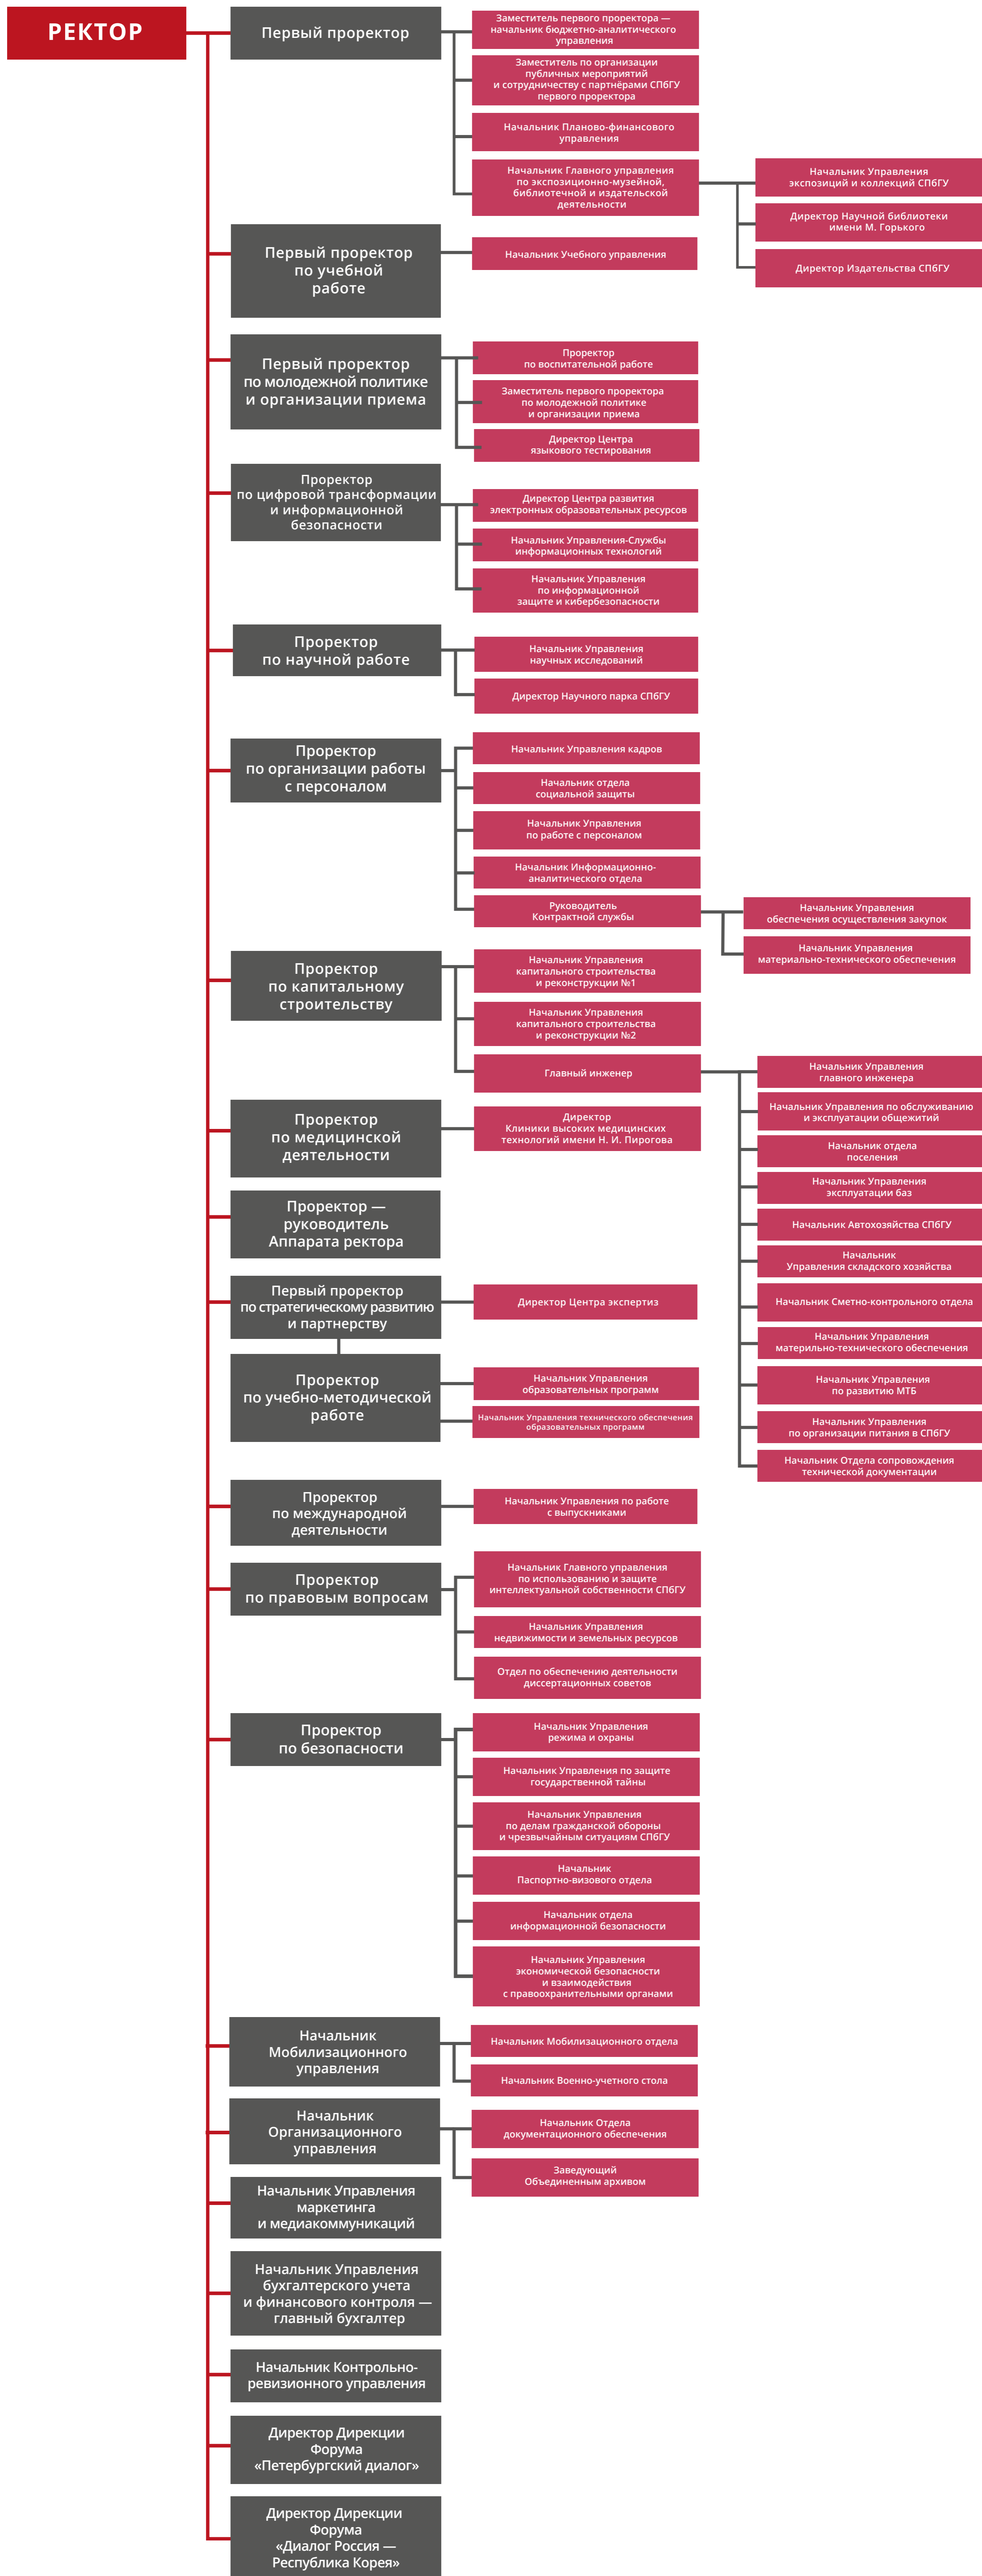 РЕКТОР
Первый проректор
Заместитель первого проректора —
начальник бюджетно-аналитического
управления
Заместитель по организации
публичных мероприятий
и сотрудничеству с партнёрами СПбГУ
первого проректора
Начальник Планово-финансового
управления
Начальник Главного управления
по экспозиционно-музейной,
библиотечной и издательской
деятельности
Начальник Управления
экспозиций и коллекций СПбГУ
Директор Научной библиотеки
имени М. Горького
Директор Издательства СПбГУ
Первый проректор
по учебной
работе
Начальник Учебного управления
Первый проректор
по молодежной политике
и организации приема
Проректор
по воспитательной работе
Заместитель первого проректора
по молодежной политике
и организации приема
Директор Центра
языкового тестирования
Проректор
по цифровой трансформации
и информационной
безопасности
Директор Центра развития
электронных образовательных ресурсов
Начальник Управления-Службы
информационных технологий
Начальник Управления
по информационной
защите и кибербезопасности
Проректор
по научной работе
Начальник Управления
научных исследований
Директор Научного парка СПбГУ
Проректор
по организации работы
с персоналом
Начальник Управления кадров
Начальник отдела
социальной защиты
Начальник Управления
по работе с персоналом
Начальник Информационно-
аналитического отдела
Руководитель
Контрактной службы
Начальник Управления
обеспечения осуществления закупок
Начальник Управления
материально-технического обеспечения
Проректор
по капитальному
строительству
Начальник Управления
капитального строительства
и реконструкции №1
Начальник Управления
капитального строительства
и реконструкции №2
Главный инженер
Начальник Управления
главного инженера
Начальник Управления по обслуживанию
и эксплуатации общежитий
Начальник отдела
поселения
Начальник Управления
эксплуатации баз
Начальник Автохозяйства СПбГУ
Начальник
Управления складского хозяйства
Начальник Сметно-контрольного отдела
Начальник Управления
материльно-технического обеспечения
Начальник Управления
по развитию МТБ
Начальник Управления
по организации питания в СПбГУ
Начальник Отдела сопровождения
технической документации
Проректор
по медицинской
деятельности
Директор
Клиники высоких медицинских
технологий имени Н. И. Пирогова
Проректор —
руководитель
Аппарата ректора
Первый проректор
по стратегическому развитию
и партнерству
Директор Центра экспертиз
Проректор
по учебно-методической
работе
Начальник Управления
образовательных программ
Начальник Управления технического обеспечения
образовательных программ
Проректор
по международной
деятельности
Начальник Управления по работе
с выпускниками
Проректор
по правовым вопросам
Начальник Главного управления
по использованию и защите
интеллектуальной собственности СПбГУ
Начальник Управления
недвижимости и земельных ресурсов
Отдел по обеспечению деятельности
диссертационных советов
Проректор
по безопасности
Начальник Управления
режима и охраны
Начальник Управления по защите
государственной тайны
Начальник Управления
по делам гражданской обороны
и чрезвычайным ситуациям СПбГУ
Начальник
Паспортно-визового отдела
Начальник отдела
информационной безопасности
Начальник Управления
экономической безопасности
и взаимодействия
с правоохранительными органами
Начальник
Мобилизационного
управления
Начальник Мобилизационного отдела
Начальник Военно-учетного стола
Начальник
Организационного
управления
Начальник Отдела
документационного обеспечения
Заведующий
Объединенным архивом
Начальник Управления
маркетинга
и медиакоммуникаций
Начальник Управления
бухгалтерского учета
и финансового контроля —
главный бухгалтер
Начальник Контрольно-
ревизионного управления
Директор Дирекции
Форума
«Петербургский диалог»
Директор Дирекции
Форума
«Диалог Россия —
Республика Корея»